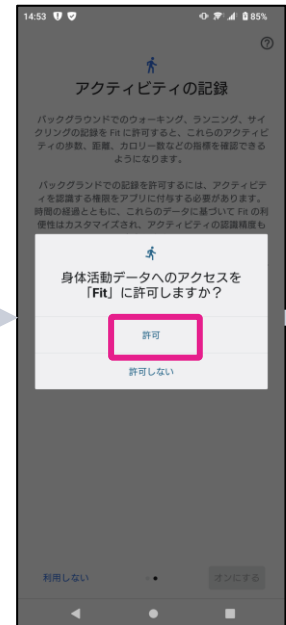 14:53
85%
アクティビティの記録
バックグラウンドでのウォーキング、ランニング、サイ
クリングの記録を Fit に許可すると、これらのアクティビ
ティの歩数、距離、カロリー数などの指標を確認できる
ようになります。
バックグランドでの記録を許可するには、アクティビテ
ィを認識する権限をアプリに付与する必要があります。
時間の経過とともに、これらのデータに基づいて Fit の利
便性はカスタマイズされ、アクティビティの認識精度も
身体活動データへのアクセスを
「Fit」に許可しますか？
許可
許可しない
利用しない
オンにする